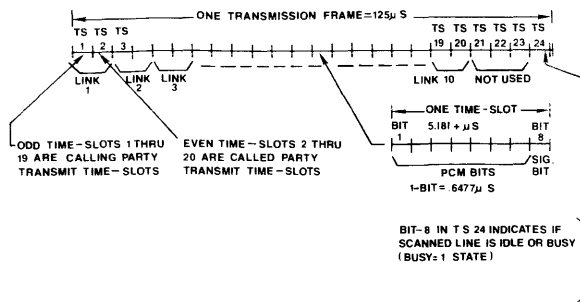 ONE TRANSMISSION FRAME=125µS
TS TS TS TS TS TS TS TS TS
1 2 3 19 20 21 22 23 24
LINK 1 LINK 2 LINK 3 LINK 10 NOT USED
ONE TIME-SLOT
BIT 1 5.181+µS BIT 8
PCM BITS SIG. BIT
1-BIT=.6477µS
ODD TIME-SLOTS 1 THRU
19 ARE CALLING PARTY
TRANSMIT TIME-SLOTS
EVEN TIME-SLOTS 2 THRU
20 ARE CALLED PARTY
TRANSMIT TIME-SLOTS
BIT-8 IN TS 24 INDICATES IF
SCANNED LINE IS IDLE OR BUSY
(BUSY=1 STATE)